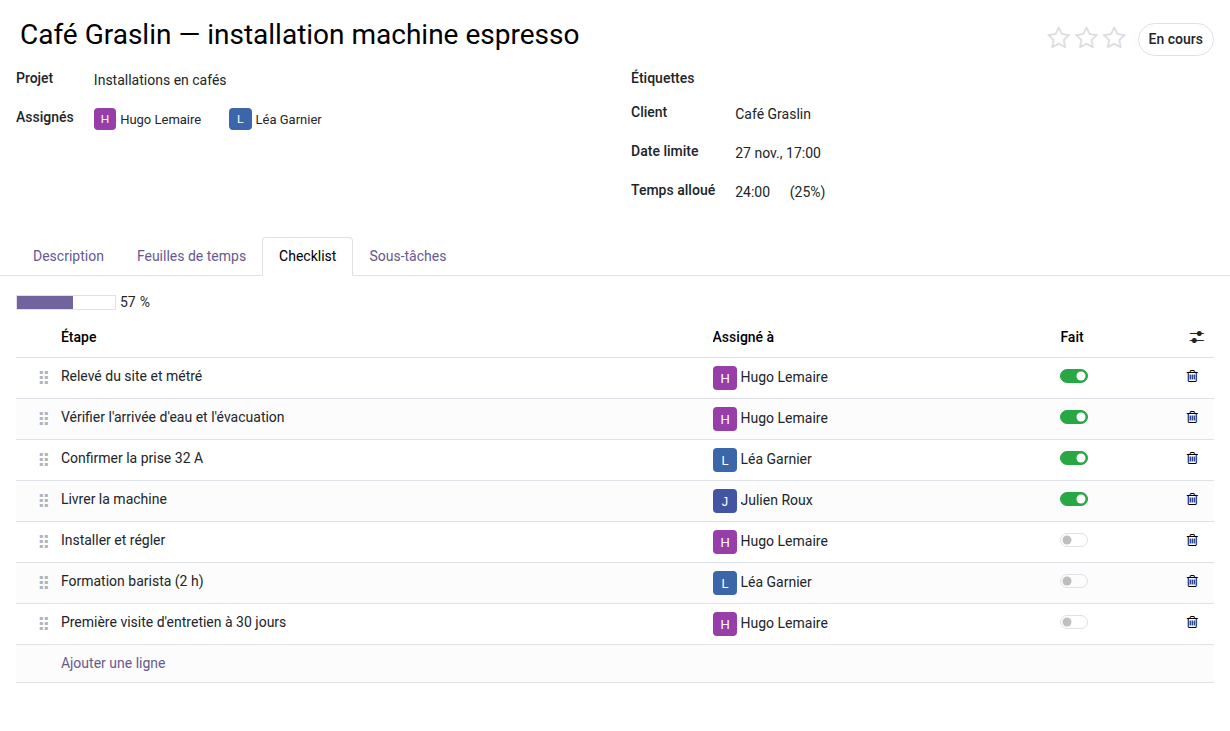 Café Graslin — installation machine espresso
En cours
Projet Installations en cafés
Assignés H Hugo Lemaire L Léa Garnier
Étiquettes
Client Café Graslin
Date limite 27 nov., 17:00
Temps alloué 24:00 (25%)
Description Feuilles de temps Checklist Sous-tâches
57 %
Étape Assigné à Fait
Relevé du site et métré H Hugo Lemaire
Vérifier l'arrivée d'eau et l'évacuation H Hugo Lemaire
Confirmer la prise 32 A L Léa Garnier
Livrer la machine J Julien Roux
Installer et régler H Hugo Lemaire
Formation barista (2 h) L Léa Garnier
Première visite d'entretien à 30 jours H Hugo Lemaire
Ajouter une ligne